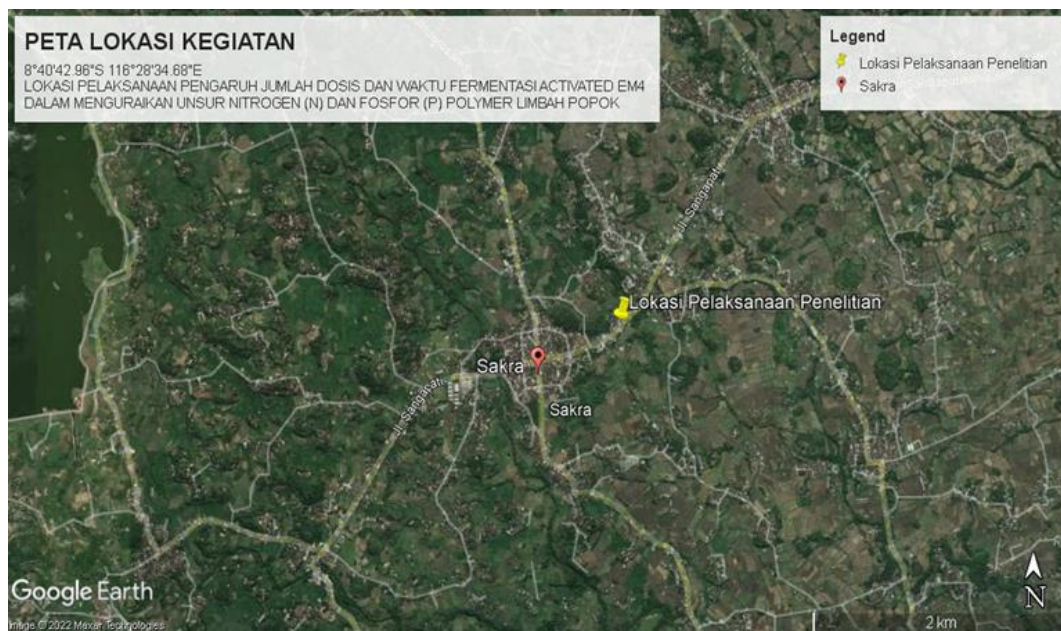 PETA LOKASI KEGIATAN
8°40'42.96"S 116°28'34.68"E
LOKASI PELAKSANAAN PENGARUH JUMLAH DOSIS DAN WAKTU FERMENTASI ACTIVATED EM4
DALAM MENGURAIKAN UNSUR NITROGEN (N) DAN FOSFOR (P) POLYMER LIMBAH POPOK
Legend
Lokasi Pelaksanaan Penelitian
Sakra
Jl. Sangapati
Lokasi Pelaksanaan Penelitian
Sakra
Jl. Sangapati
Sakra
Google Earth
Image © 2022 Maxar Technologies
N
2 km